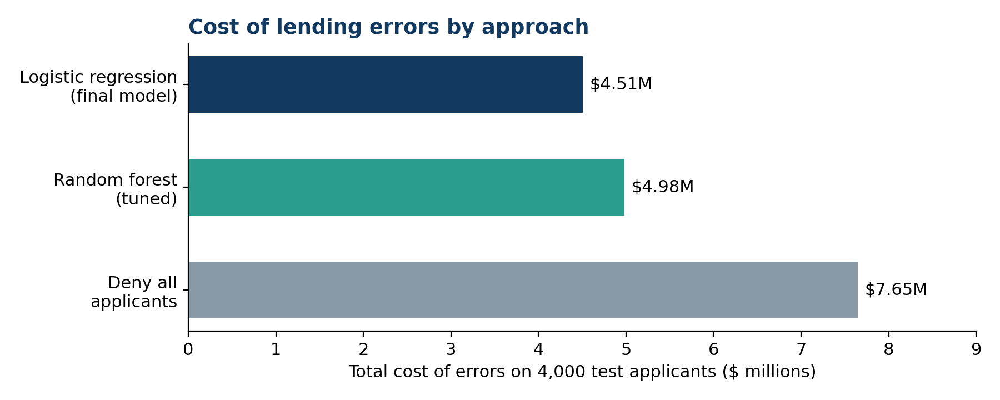 Cost of lending errors by approach
Logistic regression
(final model)
$4.51M
Random forest
(tuned)
$4.98M
Deny all
applicants
$7.65M
0 1 2 3 4 5 6 7 8 9
Total cost of errors on 4,000 test applicants ($ millions)